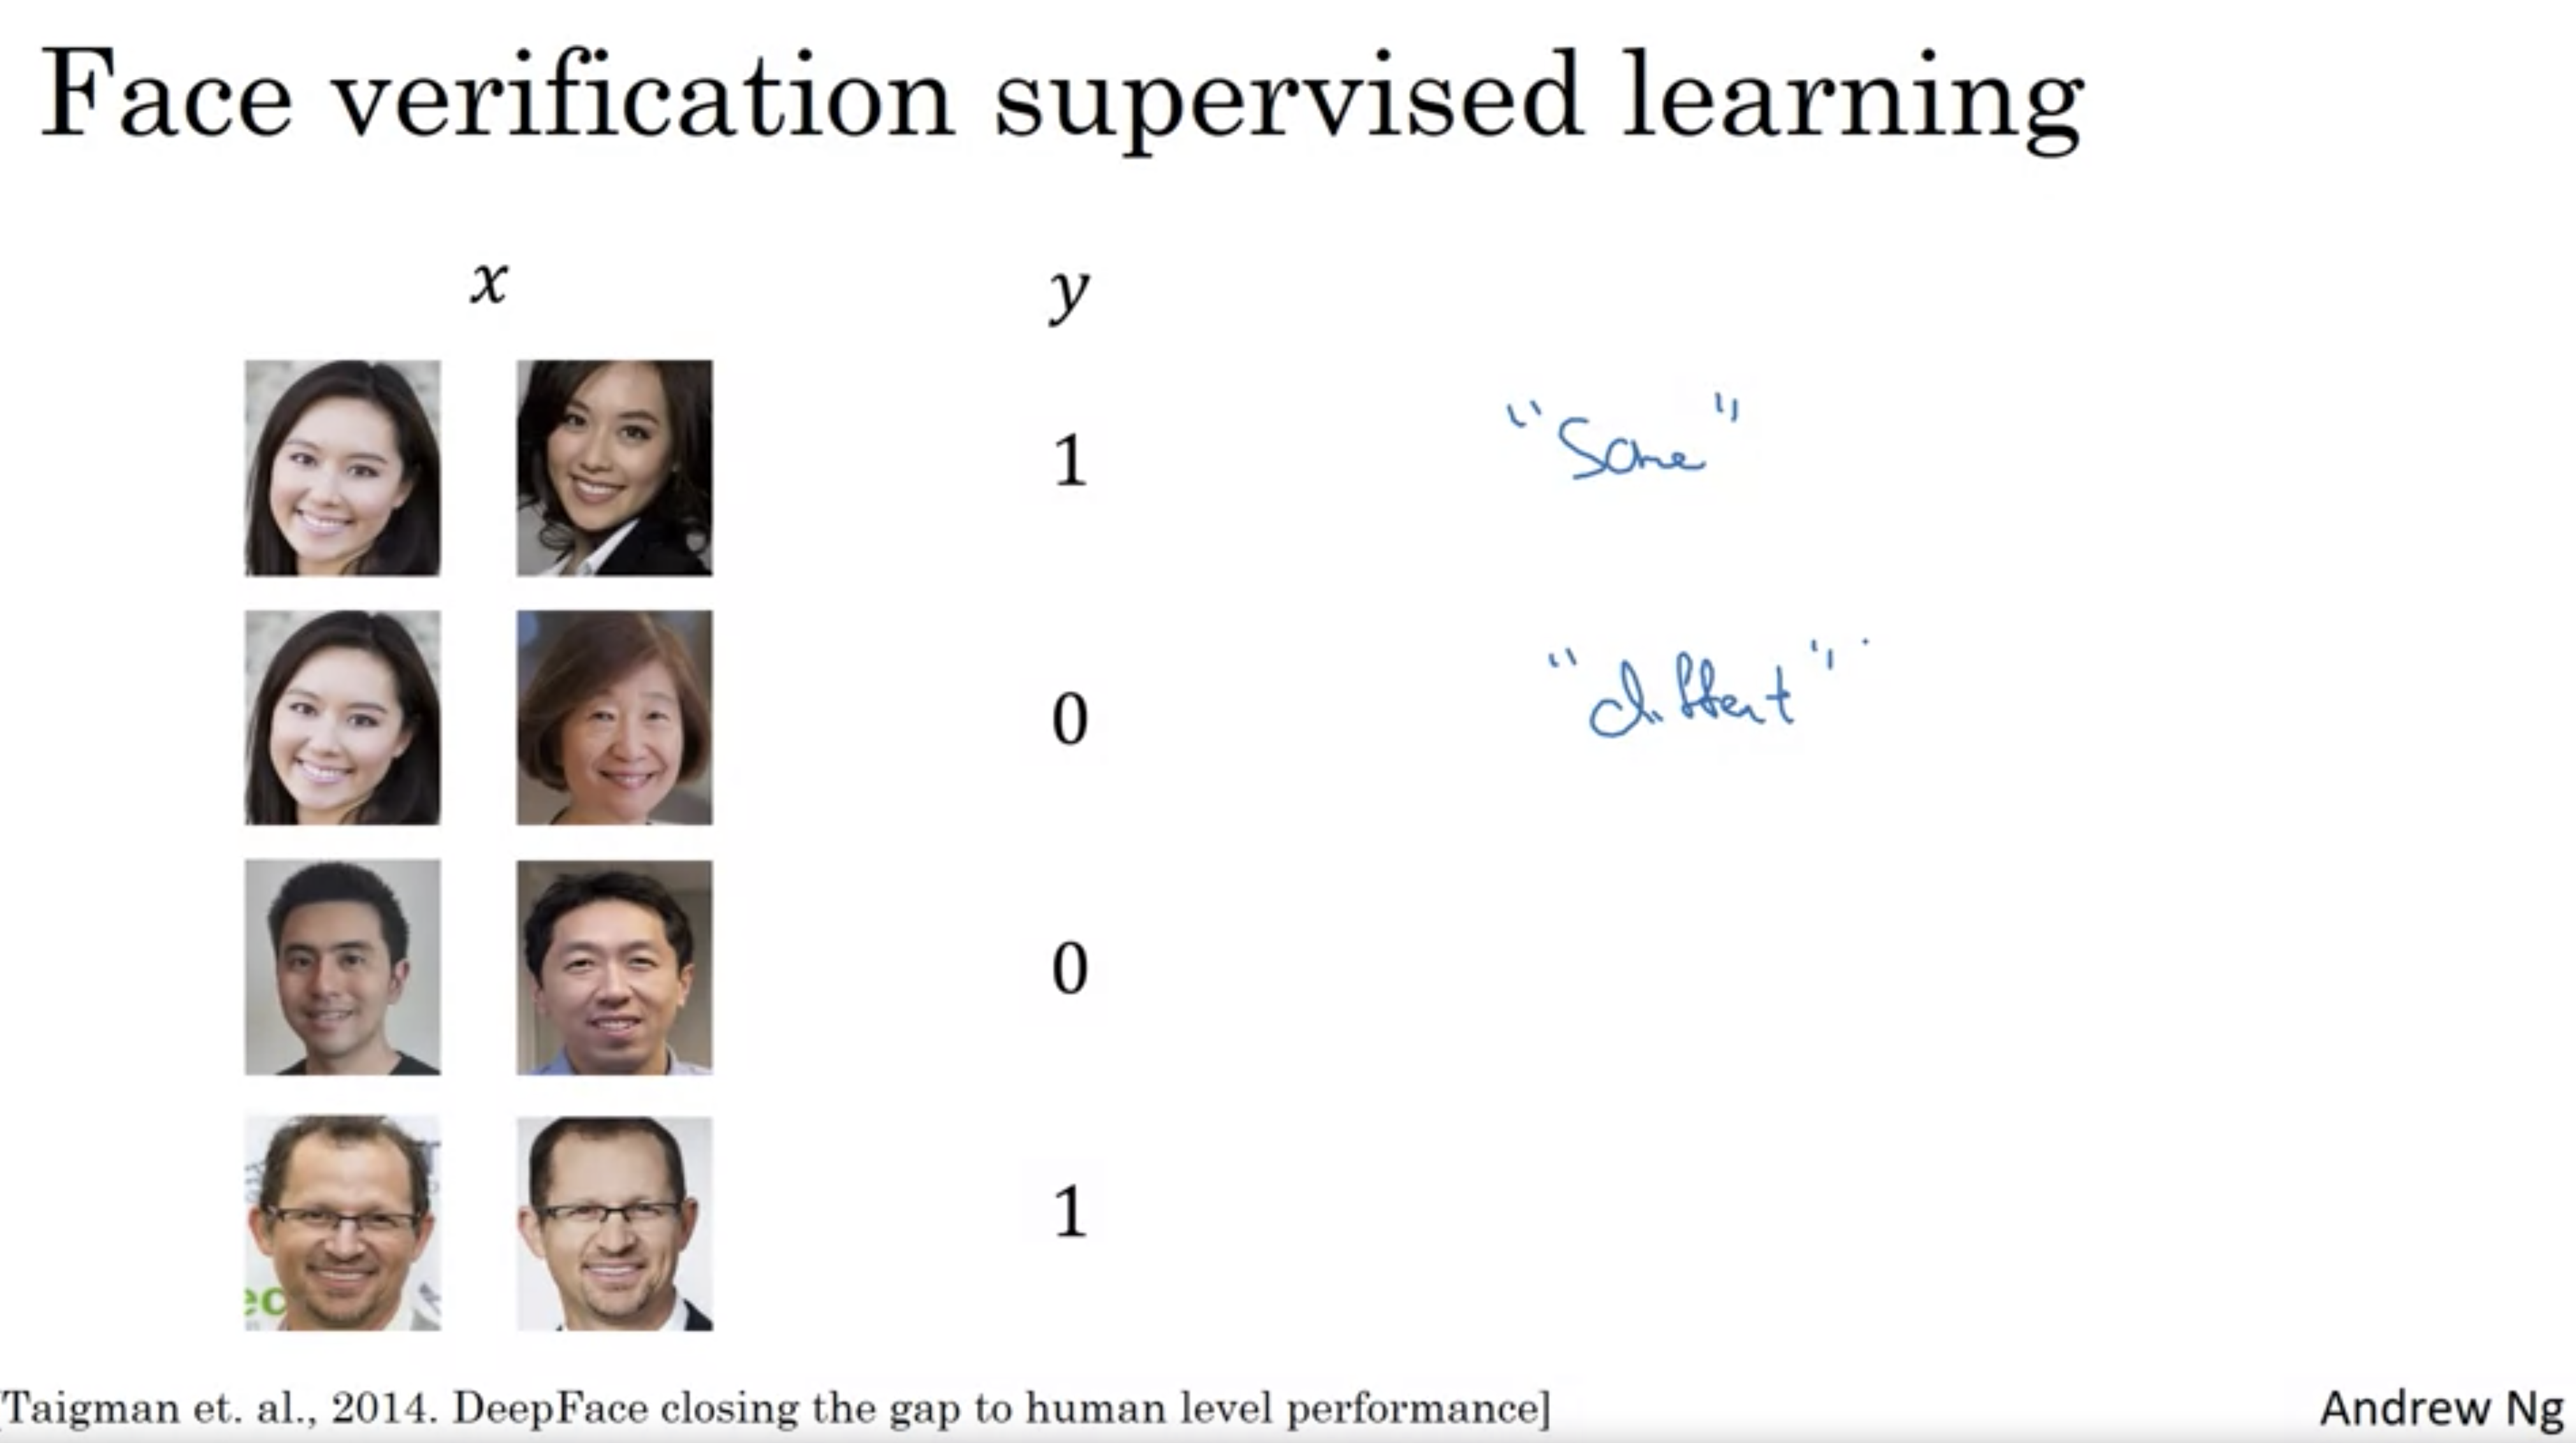 Face verification supervised learning
x y
1 "Same"
0 "different"
0
ec
1
[Taigman et. al., 2014. DeepFace closing the gap to human level performance] Andrew Ng